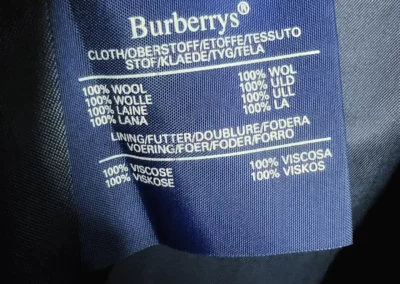 Burberrys®
CLOTH/OBERSTOFF/ETOFFE/TESSUTO
STOF/KLAEDE/TYG/TELA
100% WOOL 100% WOL
100% WOLLE 100% ULD
100% LAINE 100% ULL
100% LANA 100% LA
LINING/FUTTER/DOUBLURE/FODERA
VOERING/FOER/FODER/FORRO
100% VISCOSE 100% VISCOSA
100% VISKOSE 100% VISKOS